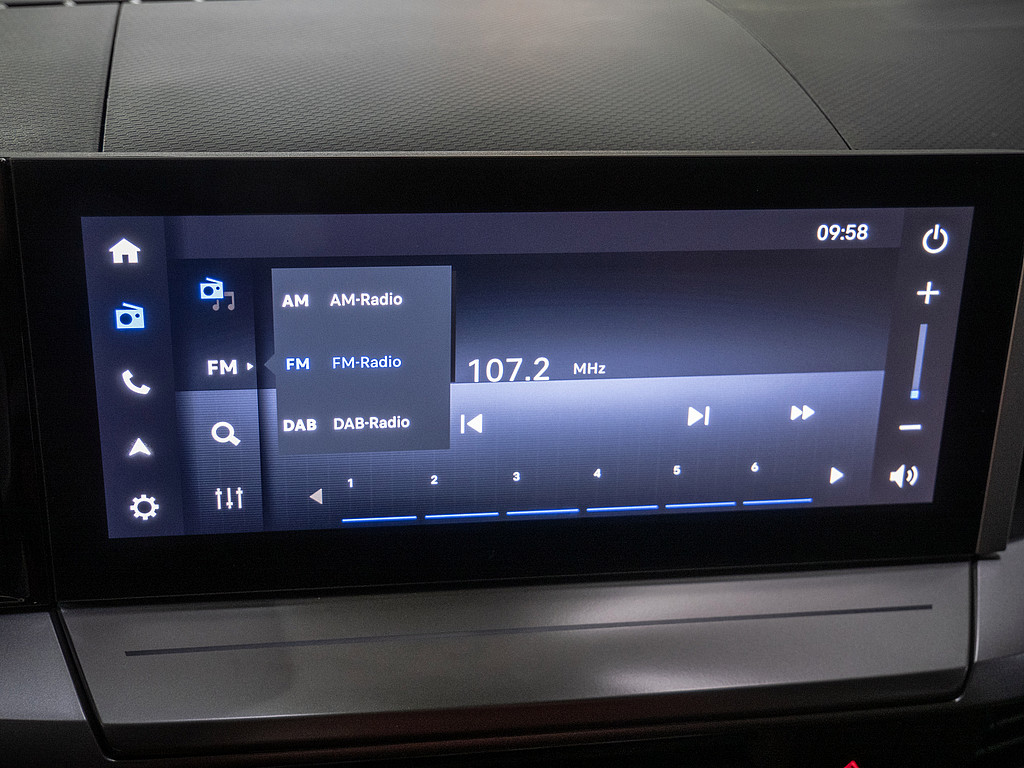 09:58
AM AM-Radio
FM FM FM-Radio 107.2 MHz
DAB DAB-Radio
1 2 3 4 5 6